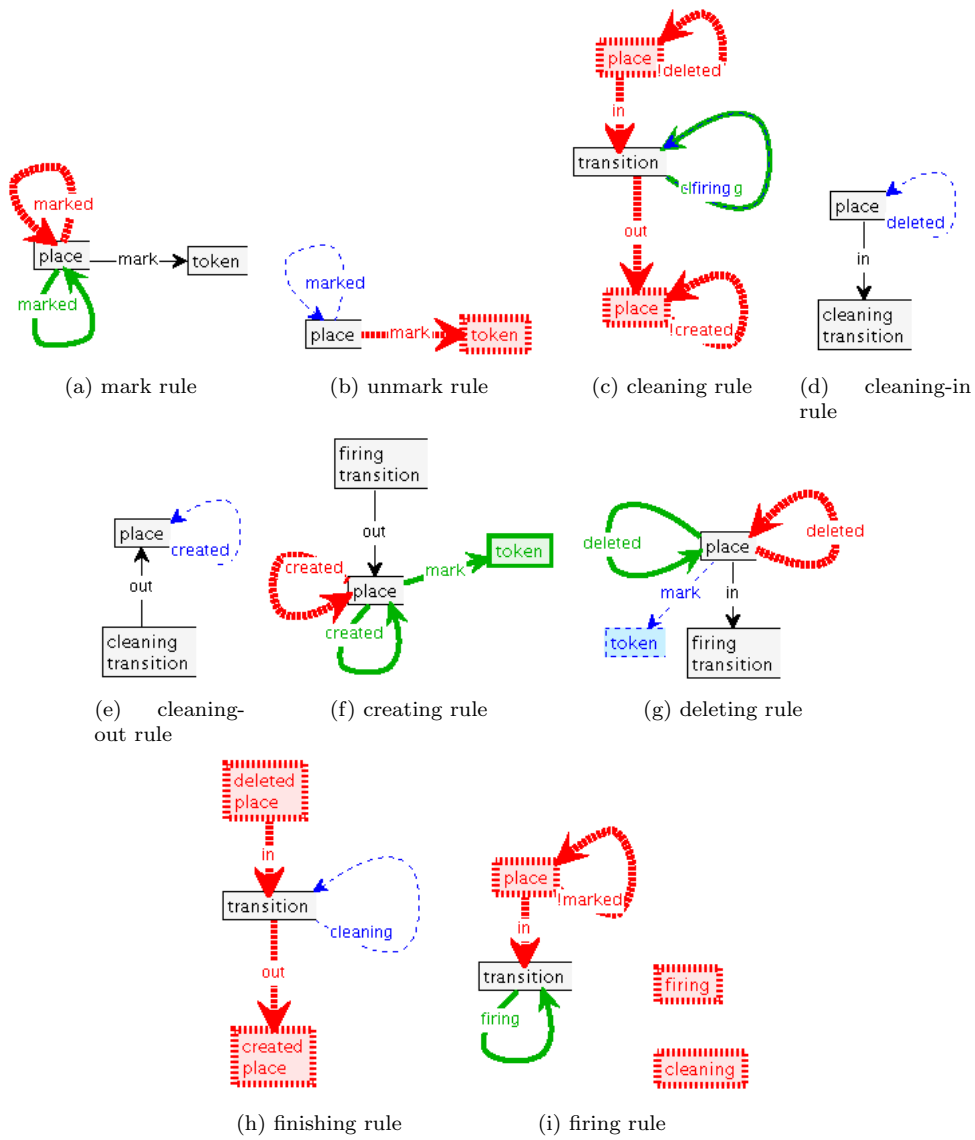 place
!deleted
in
transition
cl firing g
out
place
!created
marked
place
mark
token
marked
marked
place
mark
token
place
deleted
in
cleaning
transition
(a) mark rule
(b) unmark rule
(c) cleaning rule
(d) cleaning-in
rule
place
created
out
cleaning
transition
firing
transition
out
token
created
mark
place
created
deleted
deleted
place
mark
in
token
firing
transition
(e) cleaning-
out rule
(f) creating rule
(g) deleting rule
deleted
place
in
transition
cleaning
out
created
place
place
!marked
in
transition
firing
firing
cleaning
(h) finishing rule
(i) firing rule